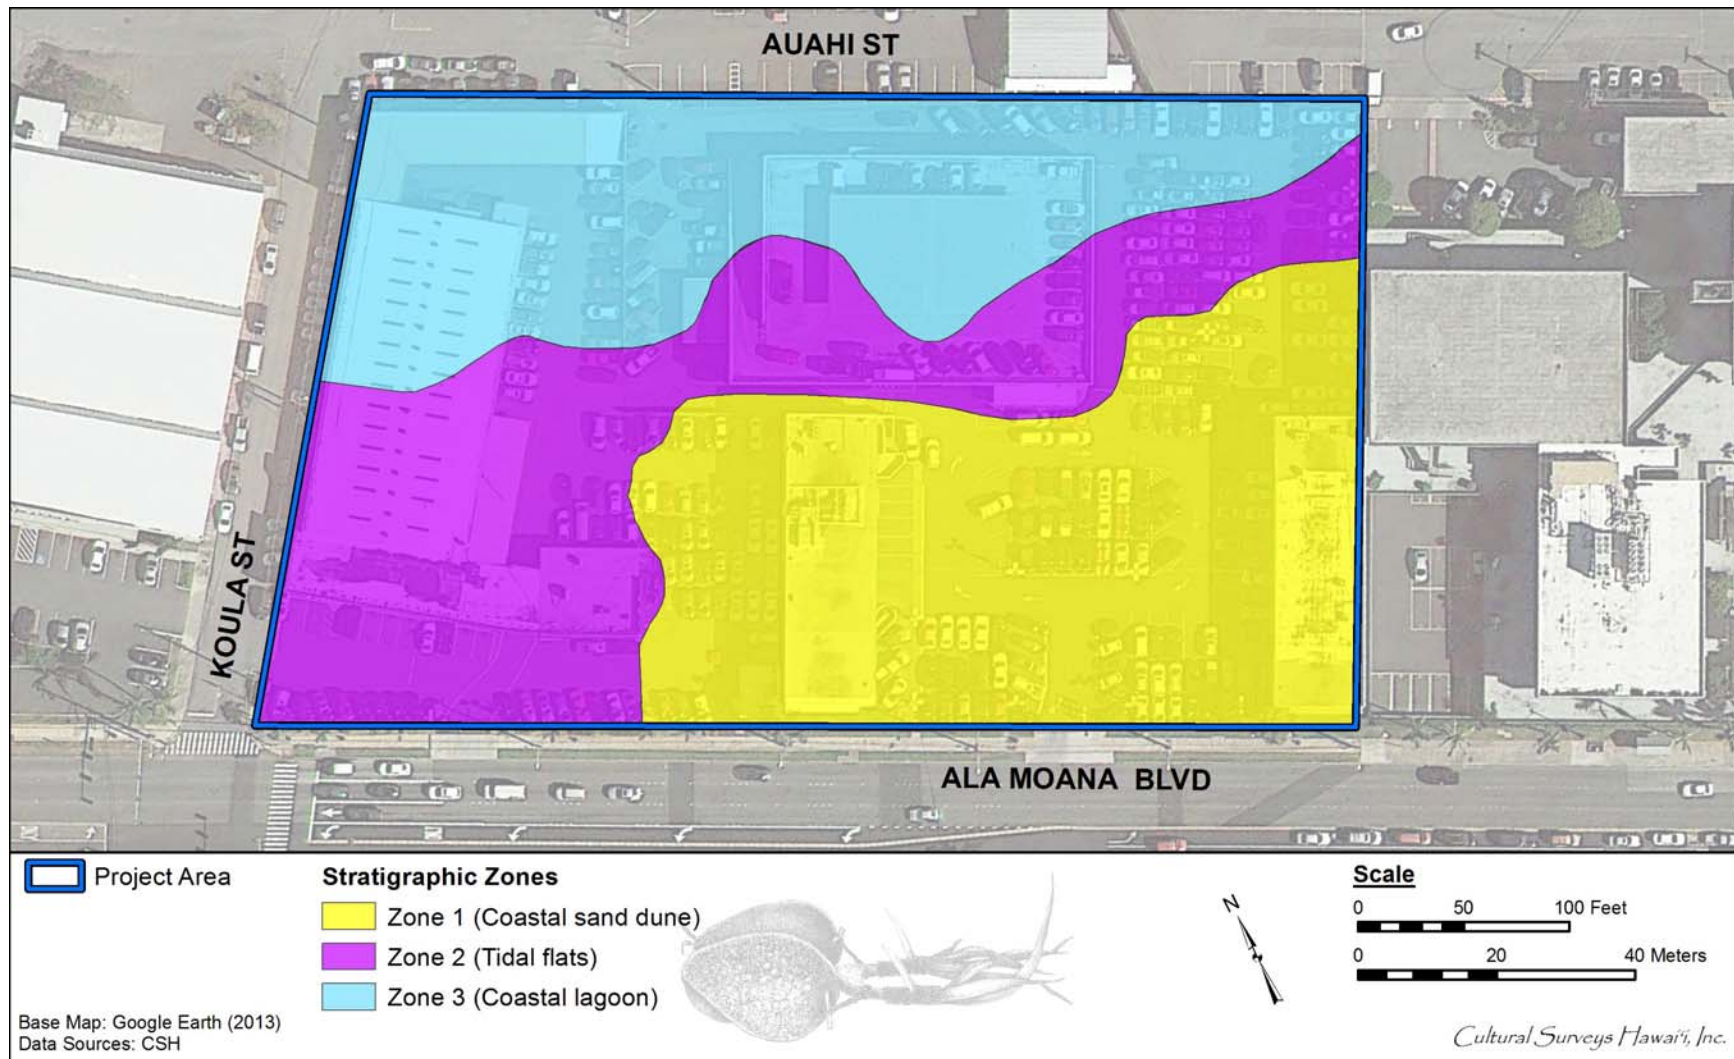 AUAHI ST
KOULA ST
ALA MOANA BLVD
Project Area
Stratigraphic Zones
Zone 1 (Coastal sand dune)
Zone 2 (Tidal flats)
Zone 3 (Coastal lagoon)
Base Map: Google Earth (2013)
Data Sources: CSH
N
Scale
0 50 100 Feet
0 20 40 Meters
Cultural Surveys Hawaiʻi, Inc.